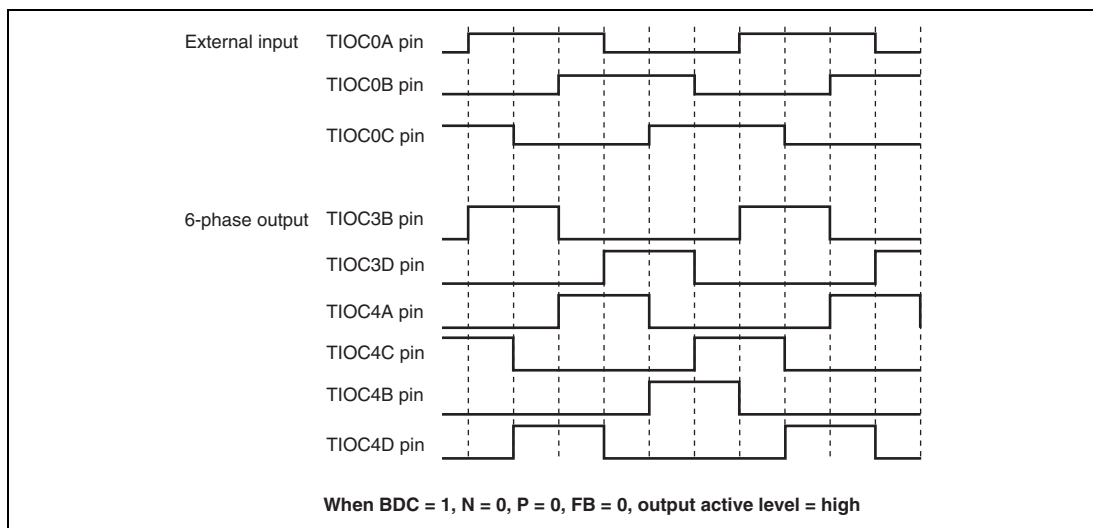 External input TIOC0A pin
TIOC0B pin
TIOC0C pin
6-phase output TIOC3B pin
TIOC3D pin
TIOC4A pin
TIOC4C pin
TIOC4B pin
TIOC4D pin
When BDC = 1, N = 0, P = 0, FB = 0, output active level = high